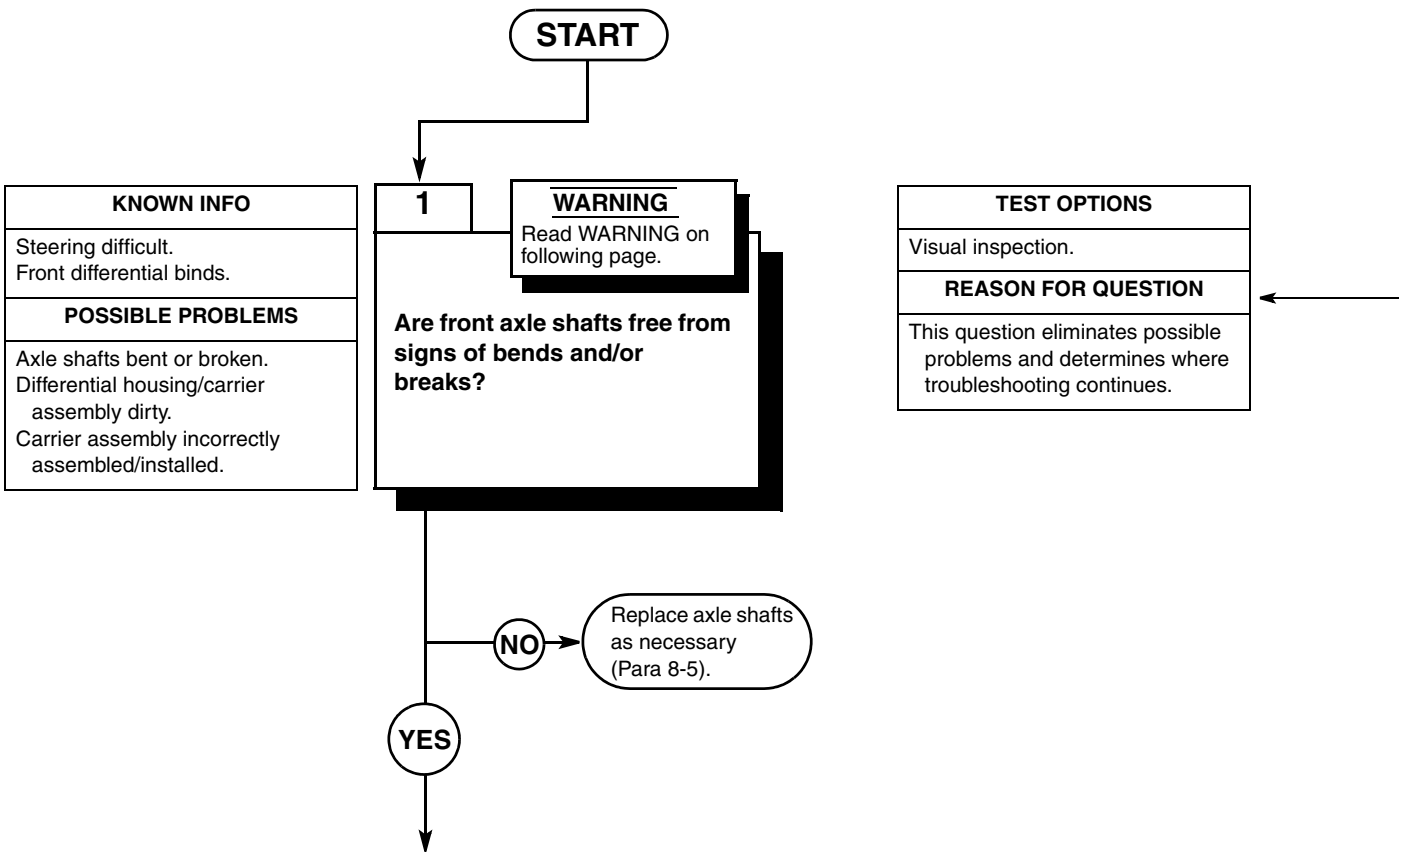 START
KNOWN INFO
Steering difficult.
Front differential binds.
POSSIBLE PROBLEMS
Axle shafts bent or broken.
Differential housing/carrier
assembly dirty.
Carrier assembly incorrectly
assembled/installed.
1
WARNING
Read WARNING on
following page.
Are front axle shafts free from
signs of bends and/or
breaks?
TEST OPTIONS
Visual inspection.
REASON FOR QUESTION
This question eliminates possible
problems and determines where
troubleshooting continues.
NO
Replace axle shafts
as necessary
(Para 8-5).
YES